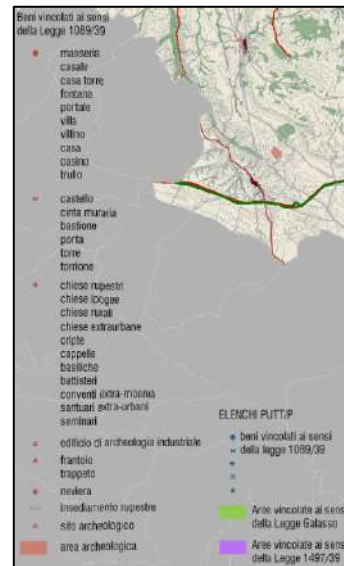 Beni vincolati ai sensi
della Legge 1089/39
masseria
casale
casa torre
fontana
portale
villa
villino
casa
casino
trullo
castello
cinta muraria
bastione
porta
torre
torrione
chiese rupestri
chiese ipogee
chiese rurali
chiese extraurbane
cripte
cappelle
basiliche
battisteri
conventi extra-moenia
santuari extra-urbani
seminari
edificio di archeologia industriale
frantoio
trappeto
neviera
insediamento rupestre
sito archeologico
area archeologica
ELENCHI PUTT/P
beni vincolati ai sensi
della legge 1089/39
Aree vincolate ai sensi
della Legge Galasso
Aree vincolate ai sensi
della Legge 1497/39